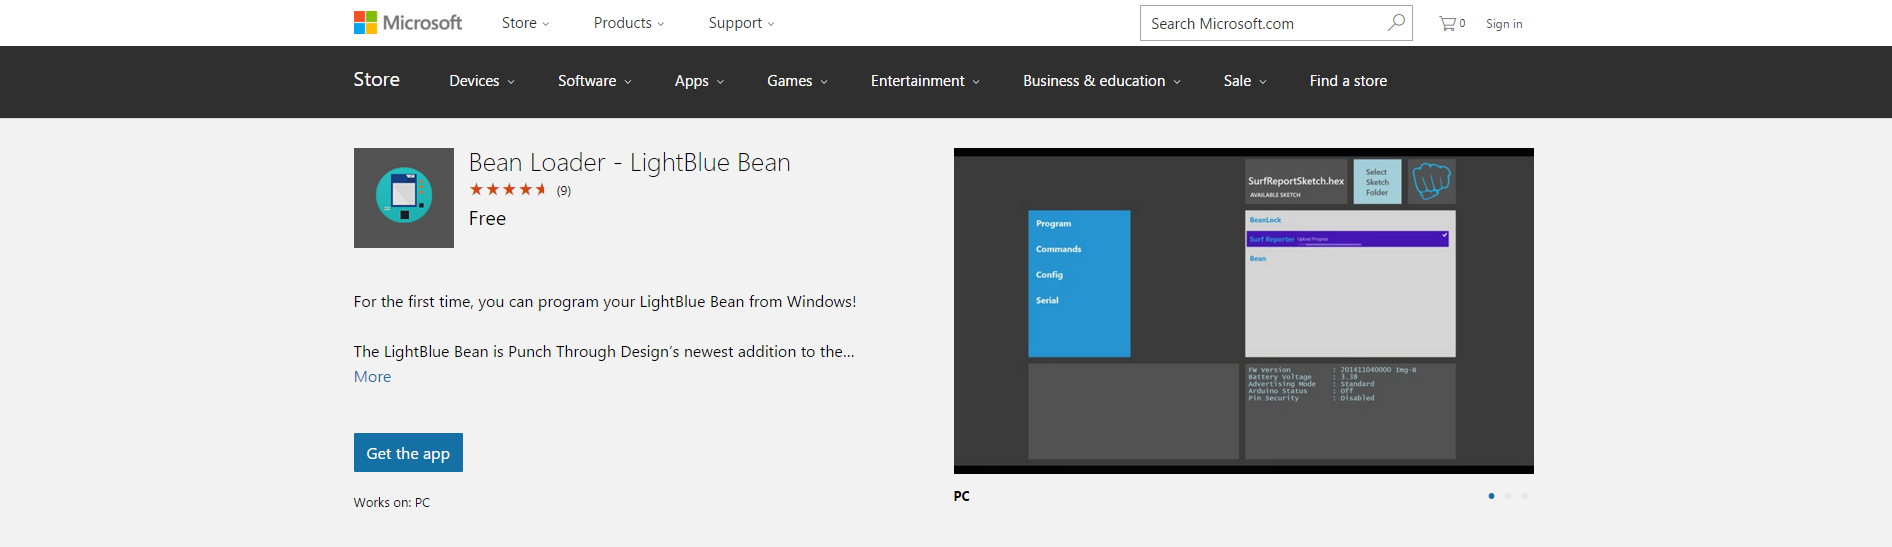 Microsoft
Store
Products
Support
Search Microsoft.com
0
Sign in
Store
Devices
Software
Apps
Games
Entertainment
Business & education
Sale
Find a store
Bean Loader - LightBlue Bean
(9)
Free
For the first time, you can program your LightBlue Bean from Windows!
The LightBlue Bean is Punch Through Design's newest addition to the...
More
Get the app
Works on: PC
SurfReportSketch.hex
AVAILABLE SKETCH
Select
Sketch
Folder
Program
Commands
Config
Serial
BeanLock
Surf Reporter Upload Progress
Bean
FW Version : 201411040000 Img-B
Battery Voltage : 3.38
Advertising Mode : Standard
Arduino Status : Off
Pin Security : Disabled
PC